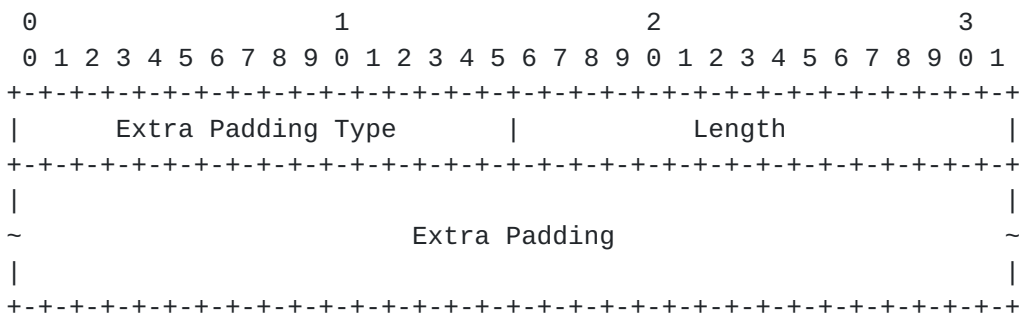 0                   1                   2                   3
 0 1 2 3 4 5 6 7 8 9 0 1 2 3 4 5 6 7 8 9 0 1 2 3 4 5 6 7 8 9 0 1
+-+-+-+-+-+-+-+-+-+-+-+-+-+-+-+-+-+-+-+-+-+-+-+-+-+-+-+-+-+-+-+-+
|      Extra Padding Type       |           Length              |
+-+-+-+-+-+-+-+-+-+-+-+-+-+-+-+-+-+-+-+-+-+-+-+-+-+-+-+-+-+-+-+-+
|                                                               |
~                         Extra Padding                         ~
|                                                               |
+-+-+-+-+-+-+-+-+-+-+-+-+-+-+-+-+-+-+-+-+-+-+-+-+-+-+-+-+-+-+-+-+